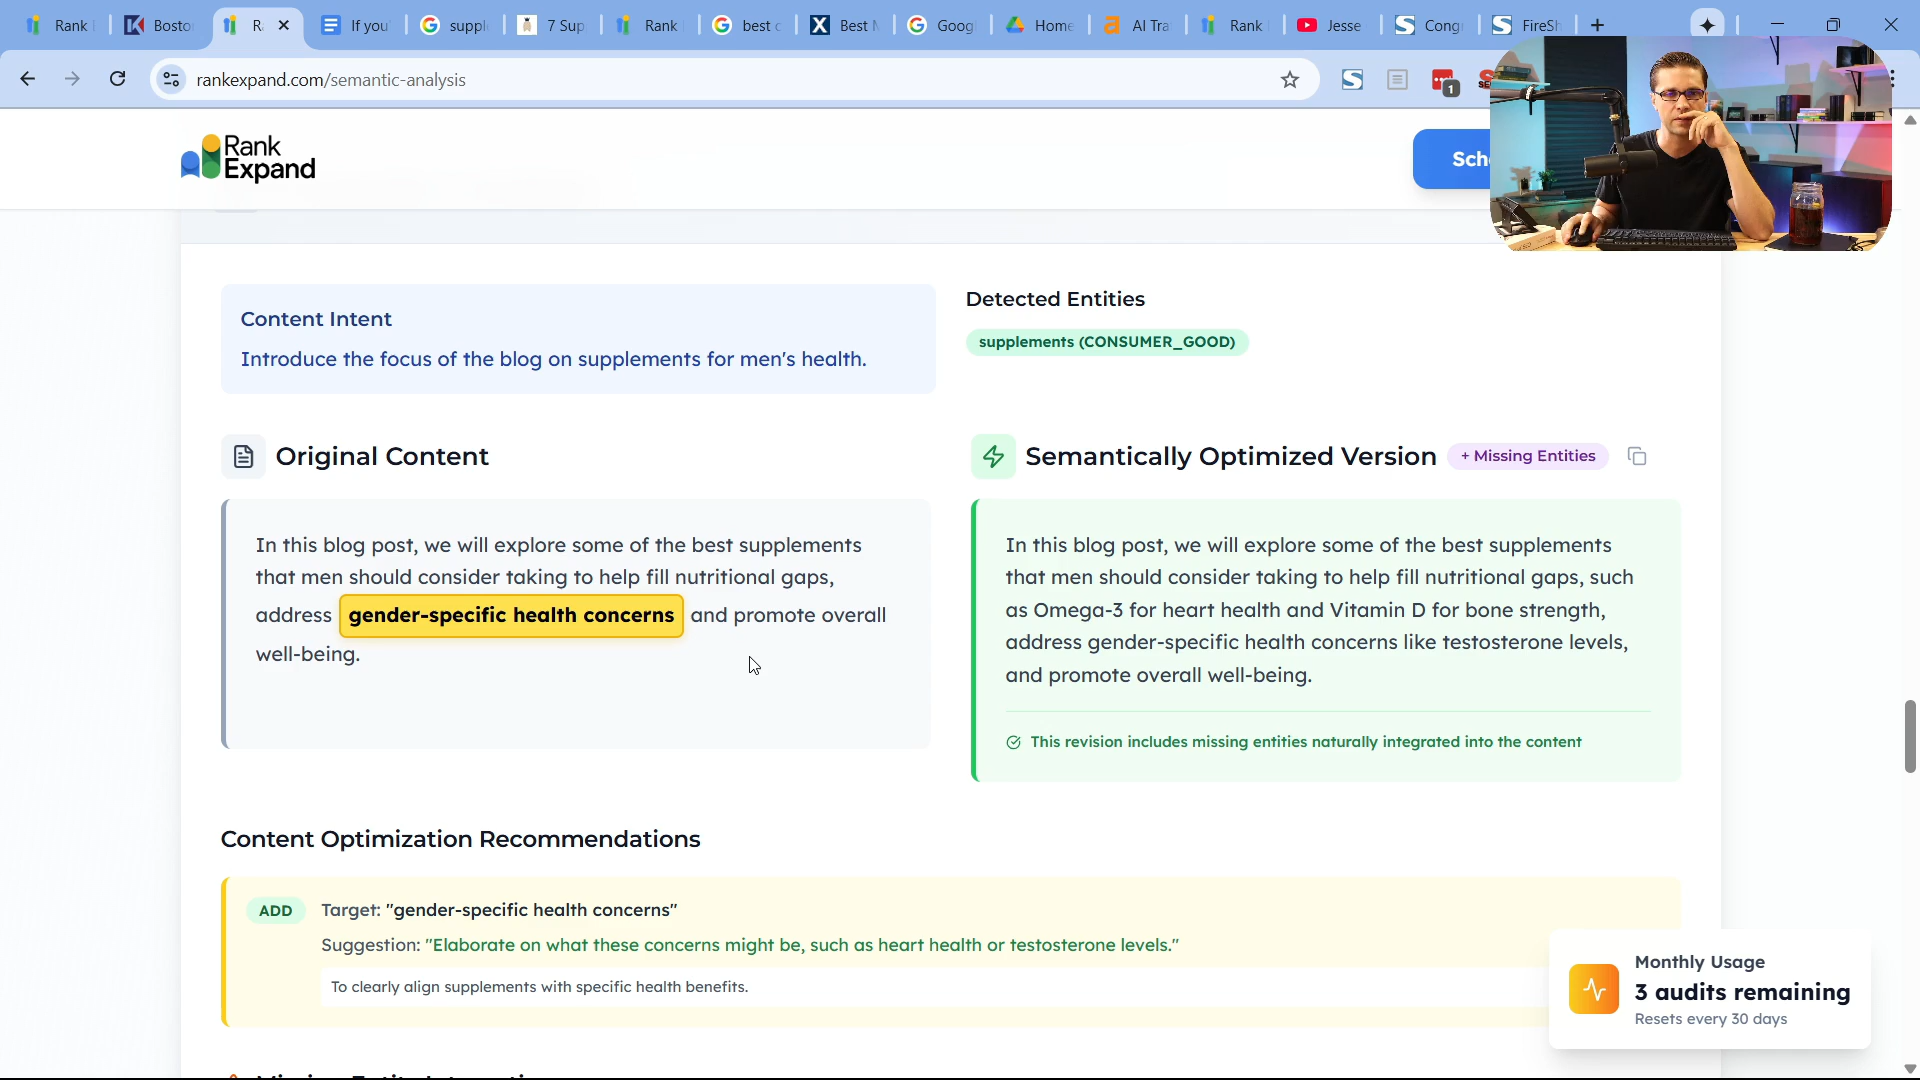 Rank
Bosto
R
If you
supple
7 Sup
Rank
best c
Best M
Goog
Home
AI Tra
Rank
Jesse
Cong
FireSh
rankexpand.com/semantic-analysis
1
Rank
Expand
Content Intent
Introduce the focus of the blog on supplements for men's health.
Detected Entities
supplements (CONSUMER_GOOD)
Original Content
In this blog post, we will explore some of the best supplements
that men should consider taking to help fill nutritional gaps,
address gender-specific health concerns and promote overall
well-being.
Semantically Optimized Version
+ Missing Entities
In this blog post, we will explore some of the best supplements
that men should consider taking to help fill nutritional gaps, such
as Omega-3 for heart health and Vitamin D for bone strength,
address gender-specific health concerns like testosterone levels,
and promote overall well-being.
This revision includes missing entities naturally integrated into the content
Content Optimization Recommendations
ADD
Target: "gender-specific health concerns"
Suggestion: "Elaborate on what these concerns might be, such as heart health or testosterone levels."
To clearly align supplements with specific health benefits.
Monthly Usage
3 audits remaining
Resets every 30 days